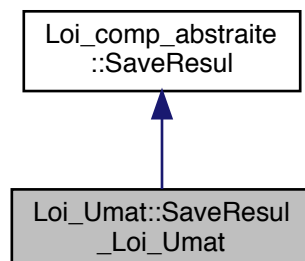 Loi_comp_abstraite
::SaveResul
Loi_Umat::SaveResul
_Loi_Umat